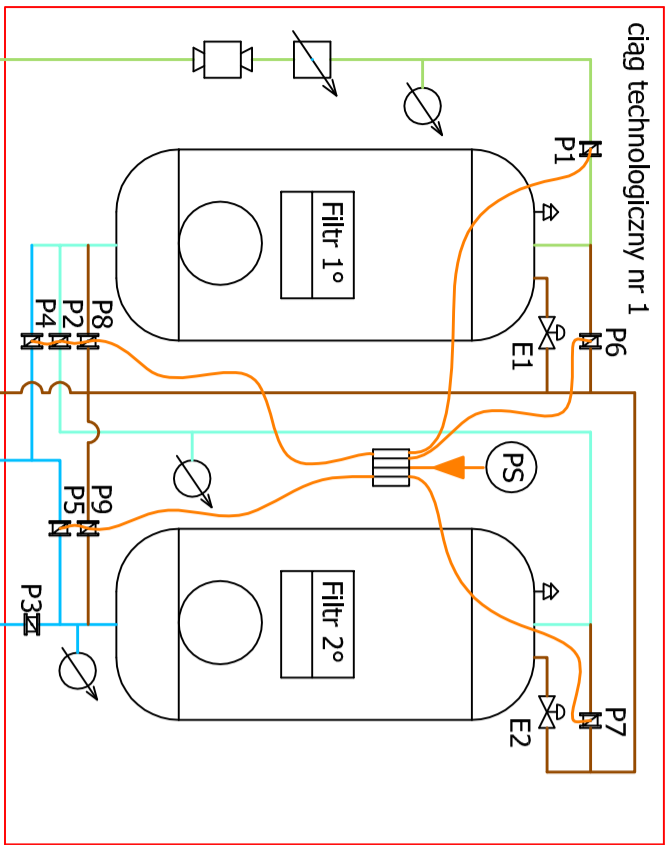 ciąg technologiczny nr 1
P1
P6
E1
Filtr 1°
P8
P2
P4
PS
P9
P5
P3
Filtr 2°
P7
E2